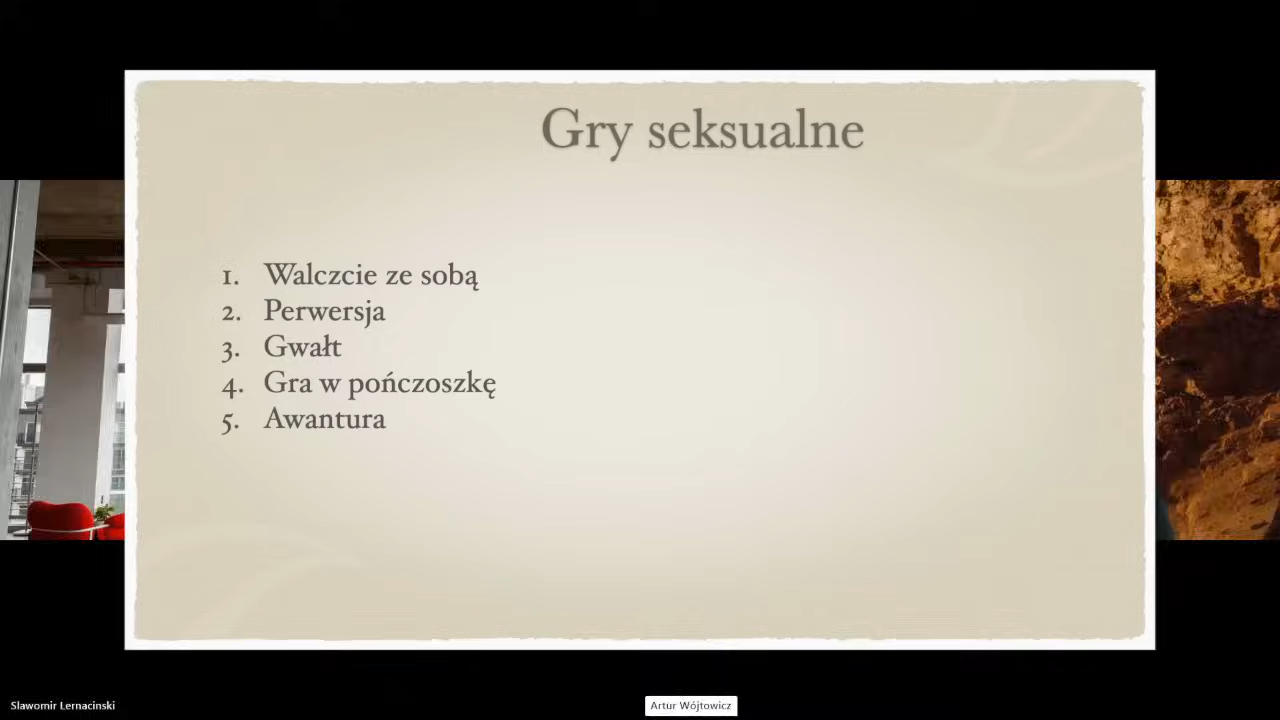 Gry seksualne
1. Walczcie ze sobą
2. Perwersja
3. Gwałt
4. Gra w pończoszkę
5. Awantura
Slawomir Lernacinski
Artur Wójtowicz